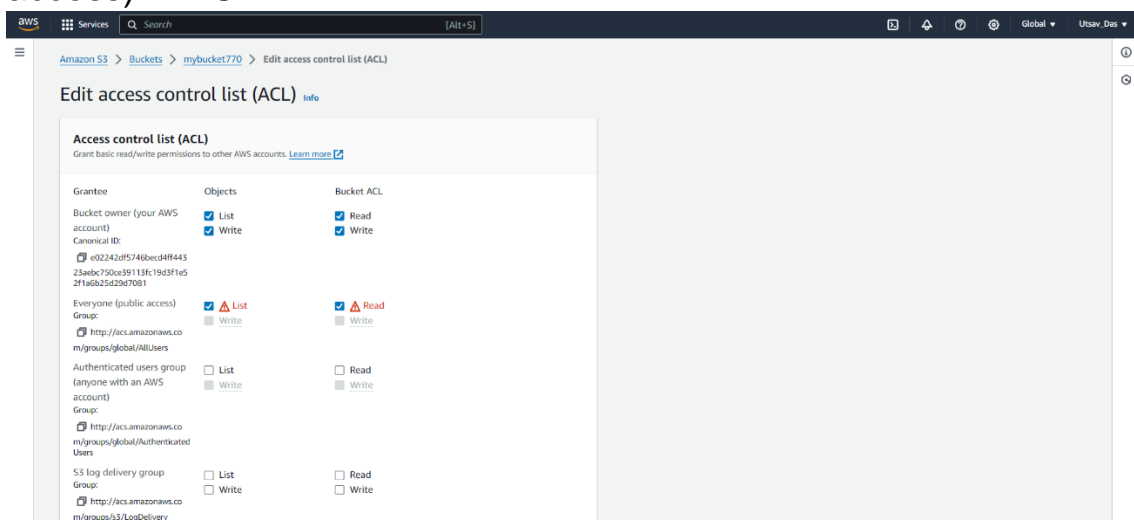 aws Services Search [Alt+S] Global Utsav_Das
Amazon S3 > Buckets > mybucket770 > Edit access control list (ACL)
Edit access control list (ACL) Info
Access control list (ACL)
Grant basic read/write permissions to other AWS accounts. Learn more
Grantee Objects Bucket ACL
Bucket owner (your AWS List Read
account) Write Write
Canonical ID:
e02242df5746becd4ff443
23aebc750ce39113fc19d3f1e5
2f1a6b25d29d7081
Everyone (public access) List Read
Group: Write Write
http://acs.amazonaws.co
m/groups/global/AllUsers
Authenticated users group List Read
(anyone with an AWS Write Write
account)
Group:
http://acs.amazonaws.co
m/groups/global/Authenticated
Users
S3 log delivery group List Read
Group: Write Write
http://acs.amazonaws.co
m/groups/s3/LogDelivery